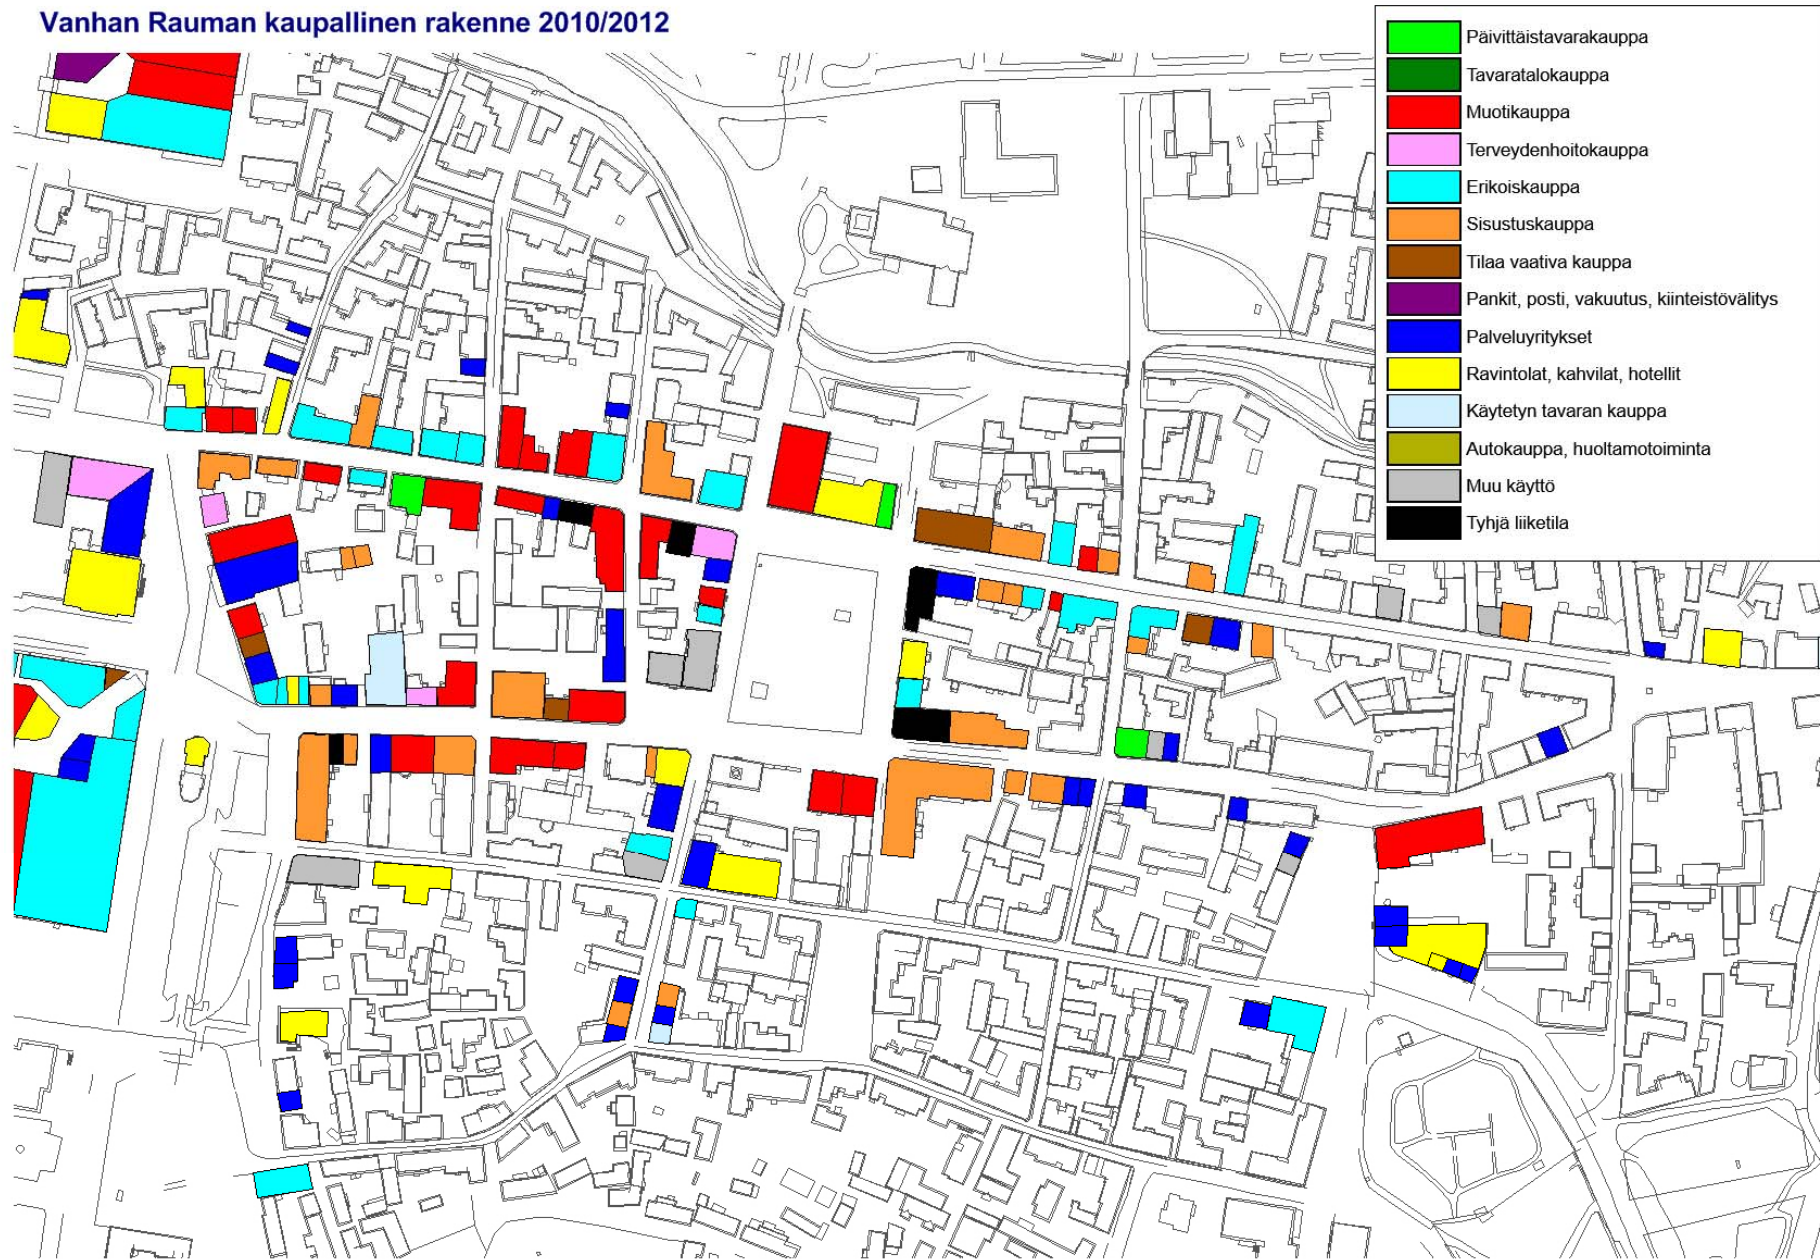 Vanhan Rauman kaupallinen rakenne 2010/2012
Päivittäistavarakauppa
Tavaratalokauppa
Muotikauppa
Terveydenhoitokauppa
Erikoiskauppa
Sisustuskauppa
Tilaa vaativa kauppa
Pankit, posti, vakuutus, kiinteistövälitys
Palveluyritykset
Ravintolat, kahvilat, hotellit
Käytetyn tavaran kauppa
Autokauppa, huoltamotoiminta
Muu käyttö
Tyhjä liiketila